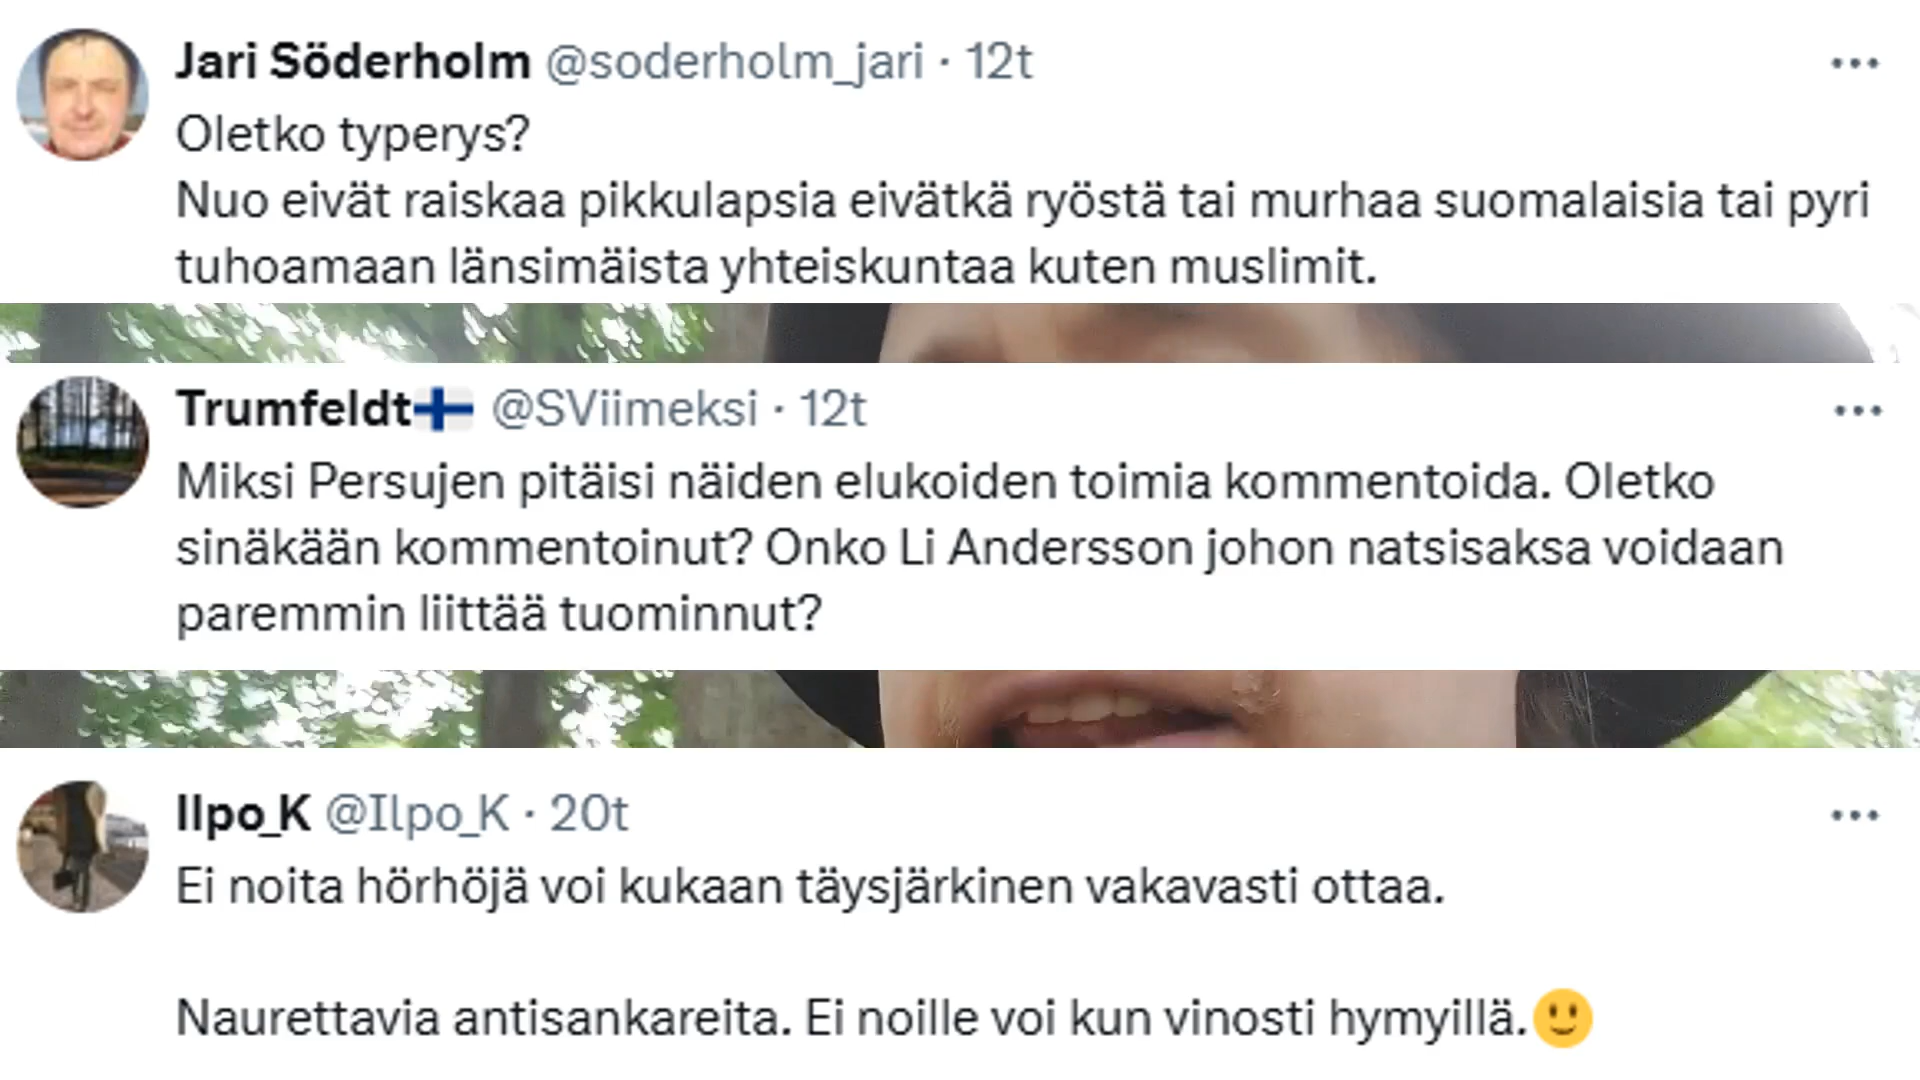 Jari Söderholm @soderholm_jari · 12t
Oletko typerys?
Nuo eivät raiskaa pikkulapsia eivätkä ryöstä tai murhaa suomalaisia tai pyri
tuhoamaan länsimäista yhteiskuntaa kuten muslimit.
Trumfeldt🇫🇮 @SViimeksi · 12t
Miksi Persujen pitäisi näiden elukoiden toimia kommentoida. Oletko
sinäkään kommentoinut? Onko Li Andersson johon natsisaksa voidaan
paremmin liittää tuominnut?
Ilpo_K @Ilpo_K · 20t
Ei noita hörhöjä voi kukaan täysjärkinen vakavasti ottaa.
Naurettavia antisankareita. Ei noille voi kun vinosti hymyillä.🙂